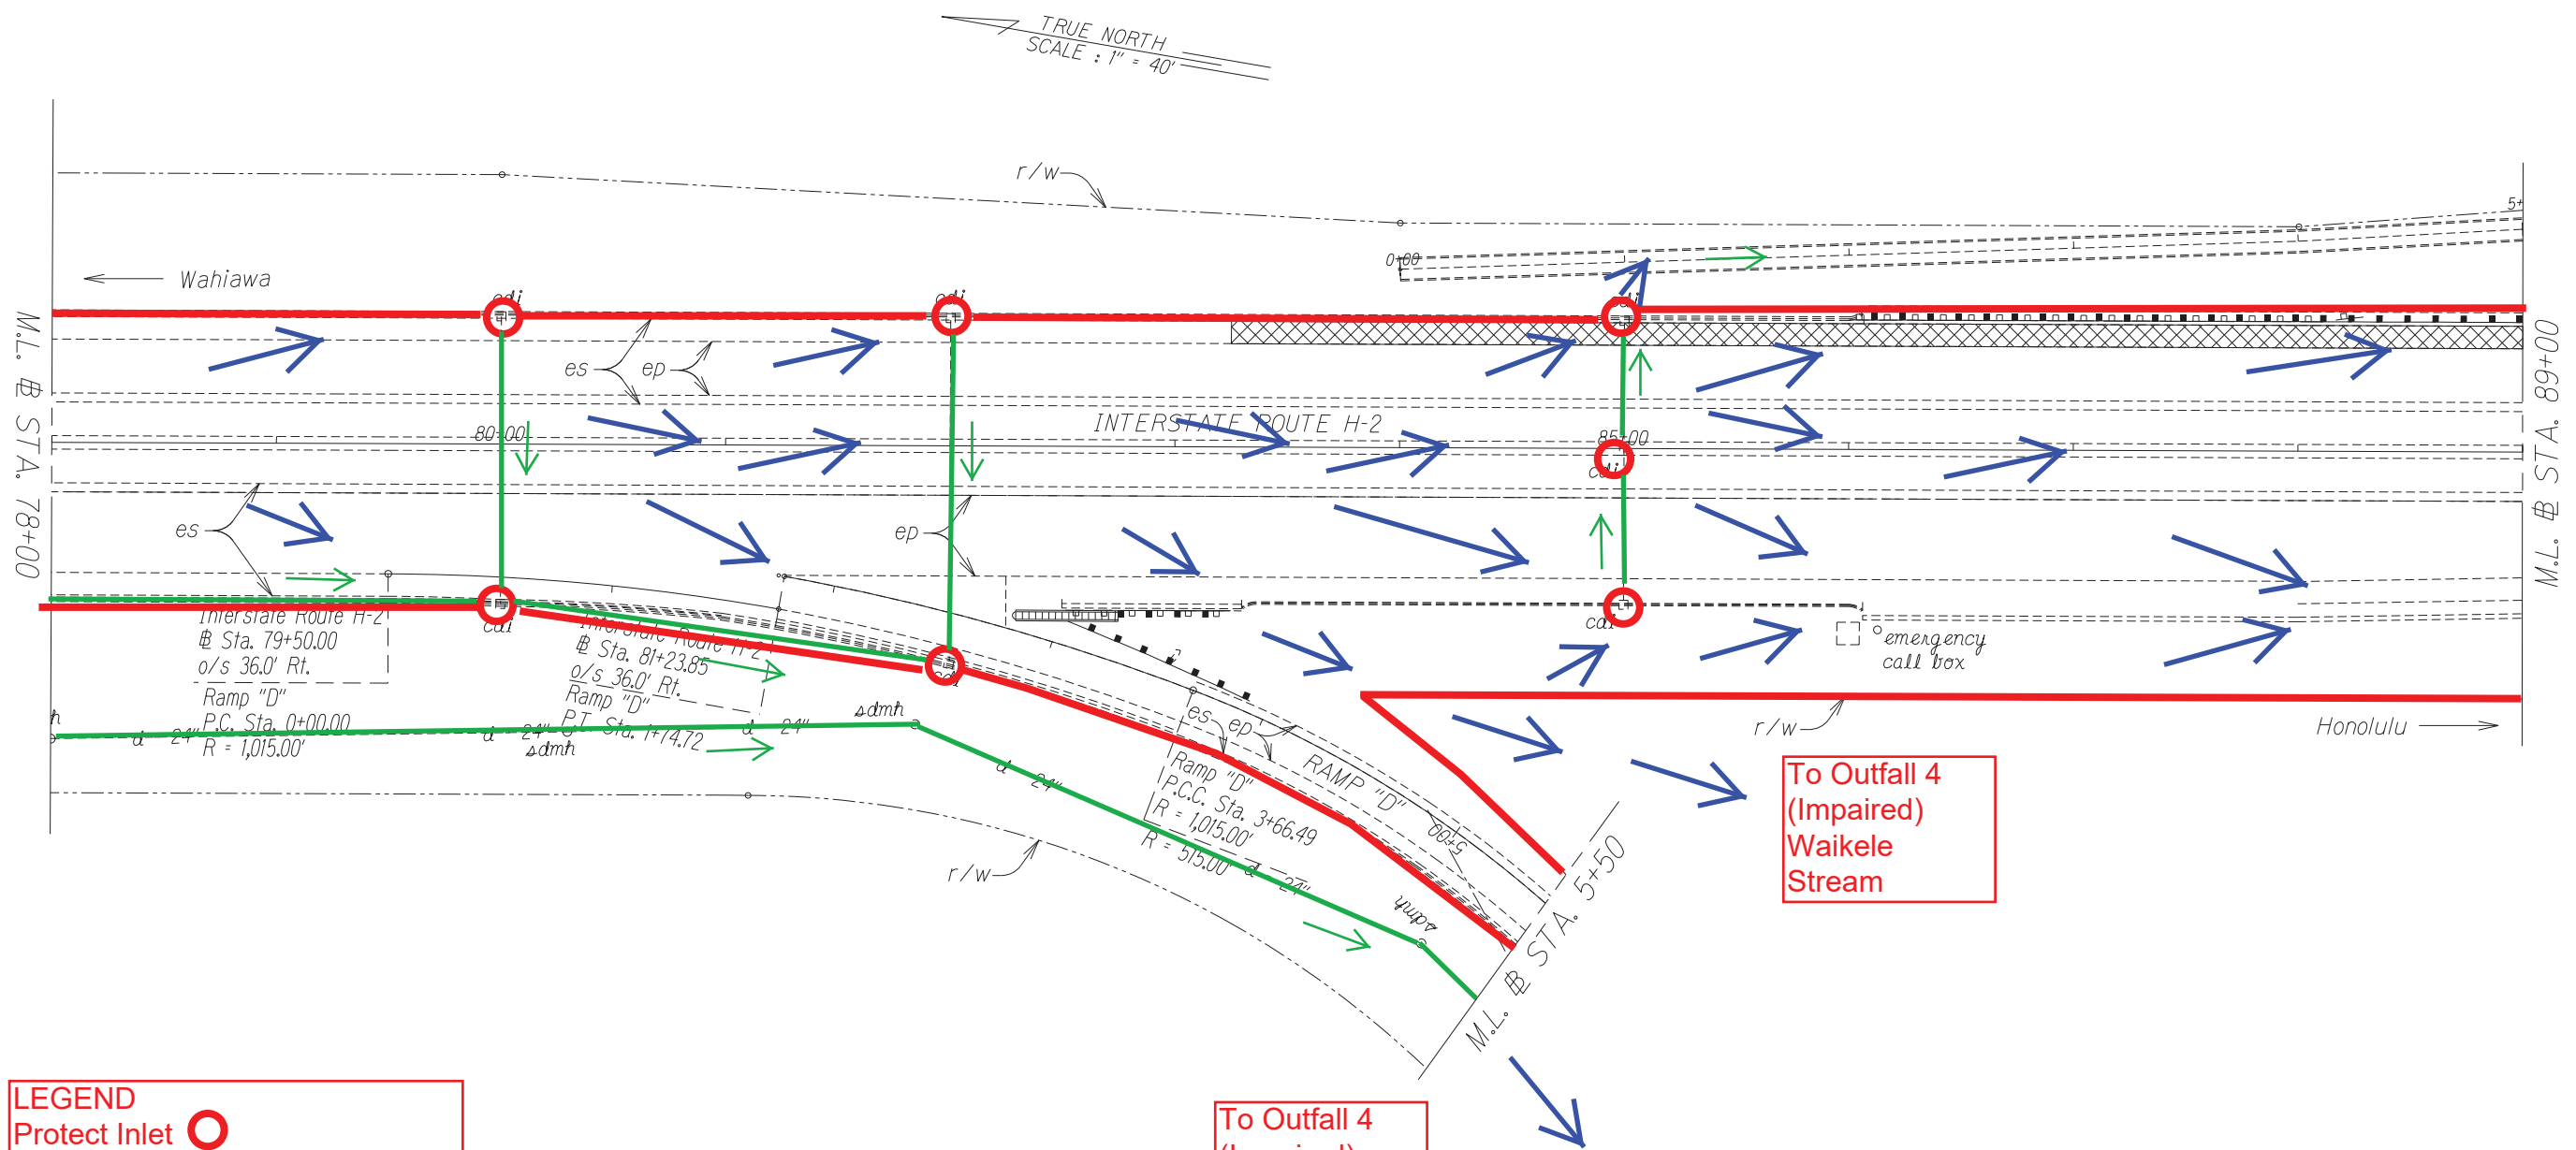 TRUE NORTH
SCALE : 1" = 40'
r/w
5+
Wahiawa
0+00
cdi
cdi
cdi
es
ep
M.L. B STA. 78+00
M.L. B STA. 89+00
INTERSTATE ROUTE H-2
80+00
85+00
cdi
es
ep
Interstate Route H-2
B Sta. 79+50.00
o/s 36.0' Rt.
Ramp "D"
P.C. Sta. 0+00.00
R = 1,015.00'
cdi
Interstate Route H-2
B Sta. 81+23.85
o/s 36.0' Rt.
Ramp "D"
P.T. Sta. 1+74.72
cdi
cdi
emergency
call box
h
d 24"
d 24"
sdmh
d 24"
sdmh
d 24"
es
ep
Ramp "D"
P.C.C. Sta. 3+66.49
R = 1,015.00'
R = 515.00'
d 24"
RAMP "D"
5+00
sdmh
r/w
r/w
Honolulu
M.L. B STA. 5+50
To Outfall 4
(Impaired)
Waikele
Stream
LEGEND
Protect Inlet
To Outfall 4